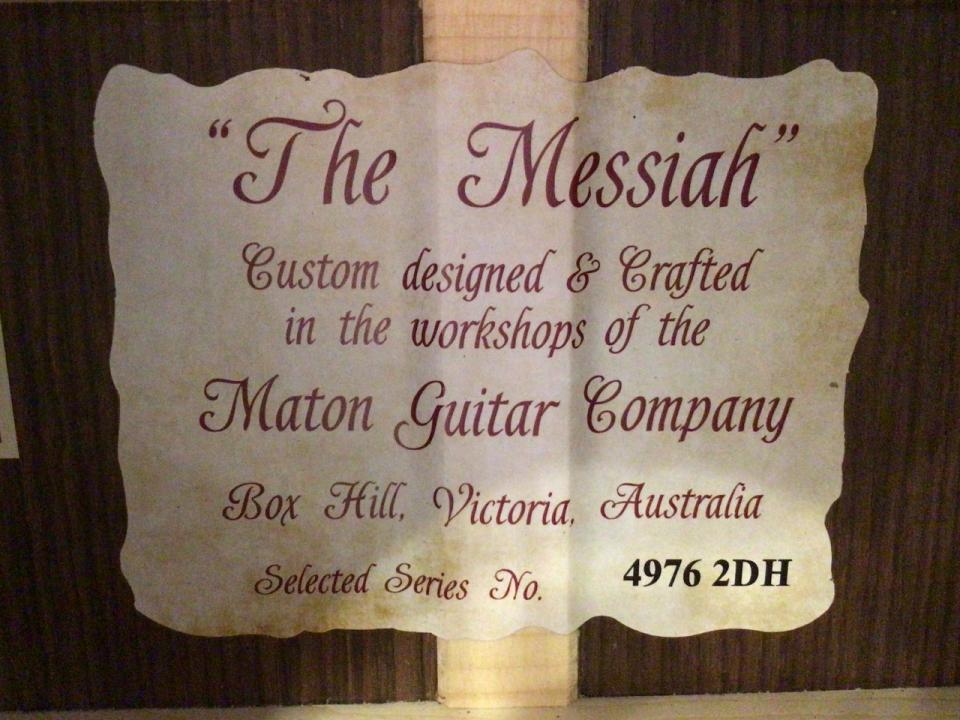 “The Messiah”
Custom designed & Crafted
in the workshops of the
Maton Guitar Company
Box Hill, Victoria, Australia
Selected Series No. 4976 2DH